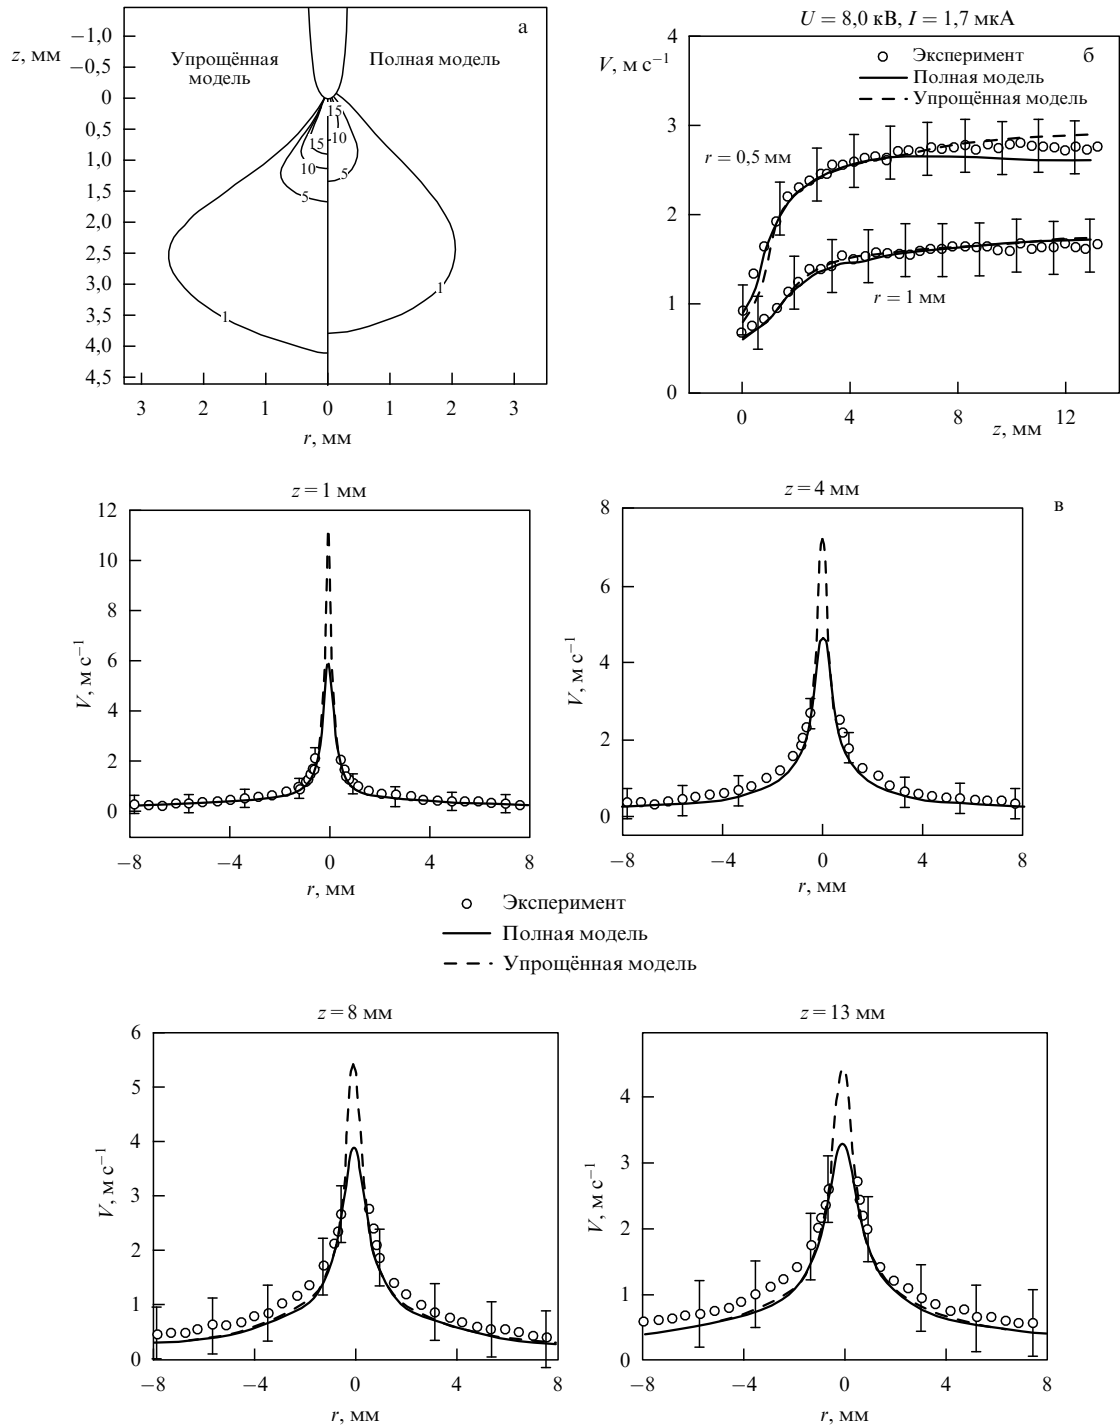 а
z, мм
−1,0
−0,5
0
0,5
1,0
1,5
2,0
2,5
3,0
3,5
4,0
4,5
Упрощённая
модель
Полная модель
15
10
5
1
15
10
5
1
3 2 1 0 1 2 3
r, мм
U = 8,0 кВ, I = 1,7 мкА
V, м с⁻¹
б
Эксперимент
Полная модель
Упрощённая модель
4
3
2
1
0
r = 0,5 мм
r = 1 мм
0 4 8 12
z, мм
z = 1 мм
12
10
8
6
4
2
0
V, м с⁻¹
−8 −4 0 4 8
r, мм
z = 4 мм
в
8
6
4
2
0
V, м с⁻¹
−8 −4 0 4 8
r, мм
Эксперимент
Полная модель
Упрощённая модель
z = 8 мм
6
5
4
3
2
1
0
V, м с⁻¹
−8 −4 0 4 8
r, мм
z = 13 мм
4
3
2
1
0
V, м с⁻¹
−8 −4 0 4 8
r, мм